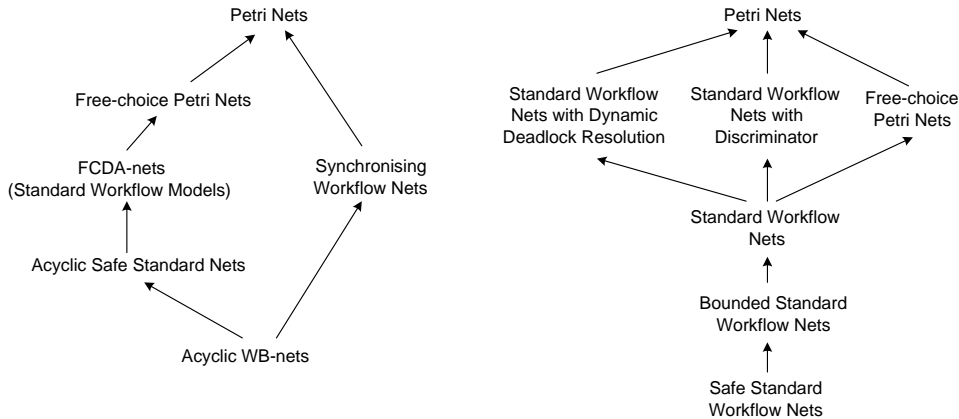 Petri Nets
Free-choice Petri Nets
FCDA-nets
(Standard Workflow Models)
Synchronising
Workflow Nets
Acyclic Safe Standard Nets
Acyclic WB-nets
Petri Nets
Standard Workflow
Nets with Dynamic
Deadlock Resolution
Standard Workflow
Nets with
Discriminator
Free-choice
Petri Nets
Standard Workflow
Nets
Bounded Standard
Workflow Nets
Safe Standard
Workflow Nets